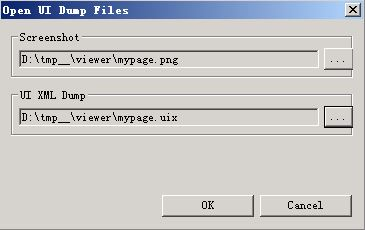 Open UI Dump Files
Screenshot
D:\tmp__\viewer\mypage.png
...
UI XML Dump
D:\tmp__\viewer\mypage.uix
...
OK
Cancel